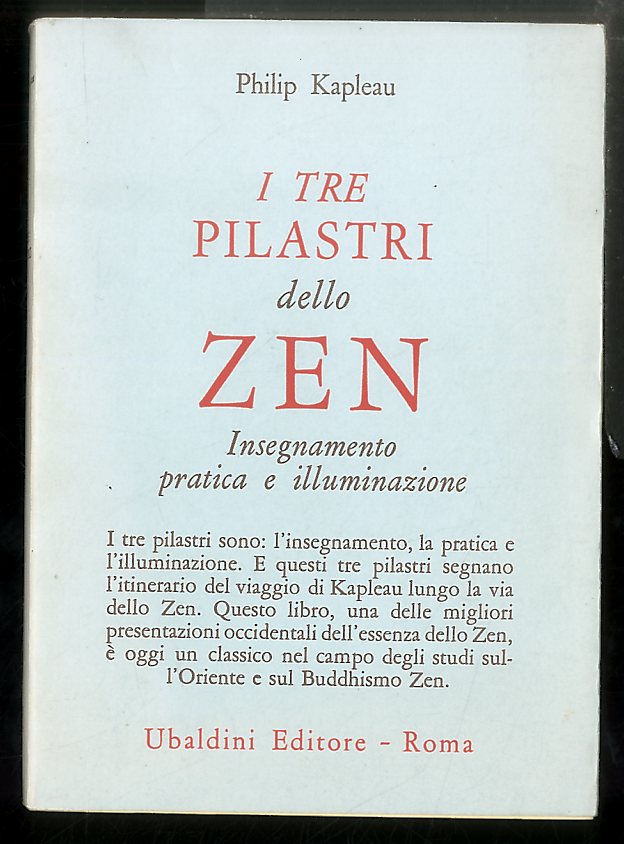 Philip Kapleau
I TRE
PILASTRI
dello
ZEN
Insegnamento
pratica e illuminazione
I tre pilastri sono: l'insegnamento, la pratica e
l'illuminazione. E questi tre pilastri segnano
l'itinerario del viaggio di Kapleau lungo la via
dello Zen. Questo libro, una delle migliori
presentazioni occidentali dell'essenza dello Zen,
è oggi un classico nel campo degli studi sul-
l'Oriente e sul Buddhismo Zen.
Ubaldini Editore - Roma